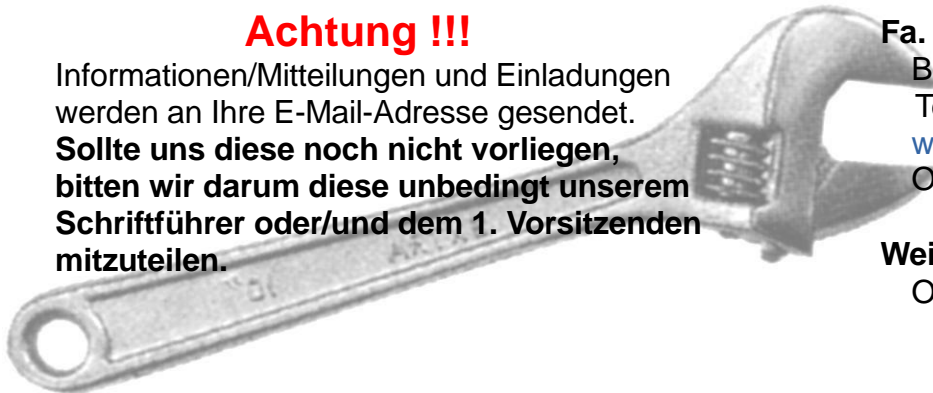 Achtung !!!
Informationen/Mitteilungen und Einladungen
werden an Ihre E-Mail-Adresse gesendet.
Sollte uns diese noch nicht vorliegen,
bitten wir darum diese unbedingt unserem
Schriftführer oder/und dem 1. Vorsitzenden
mitzuteilen.
Fa.